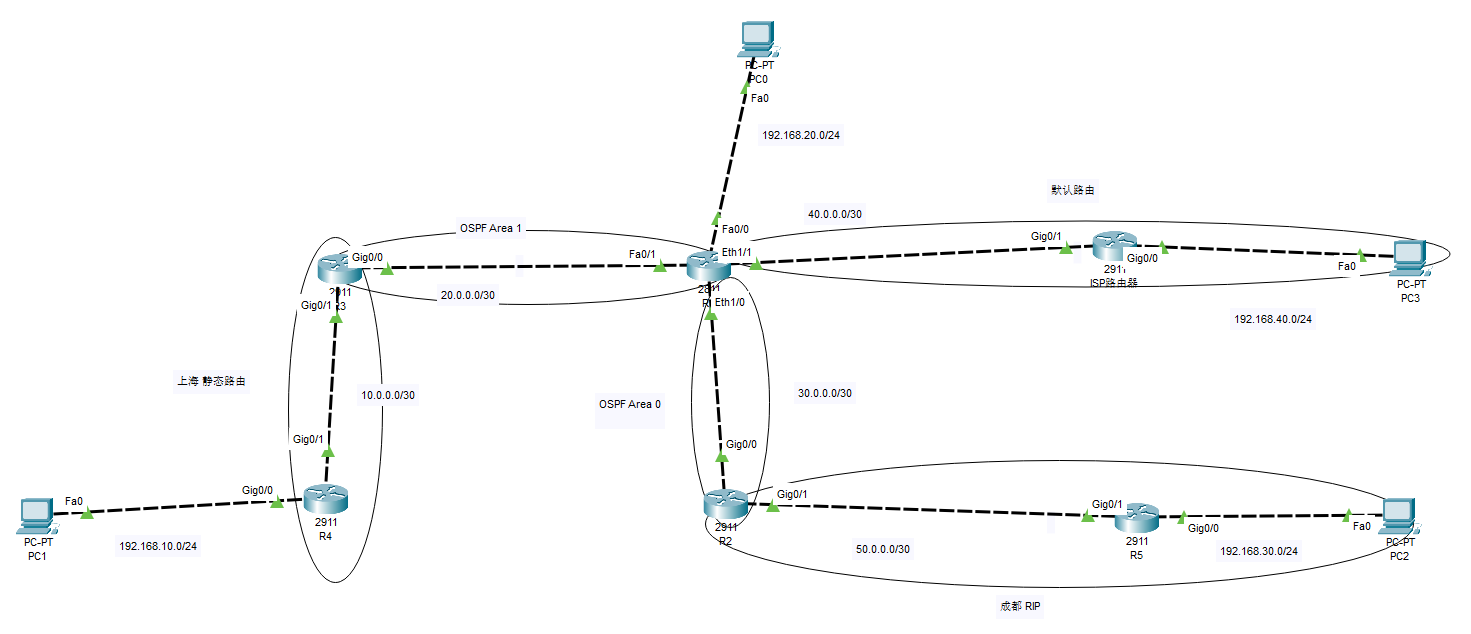 PC-PT
PC0
Fa0
192.168.20.0/24
默认路由
40.0.0.0/30
OSPF Area 1
Fa0/0
Gig0/1
Fa0/1
Eth1/1
Gig0/0
Gig0/0
Fa0
2911
ISP路由器
PC-PT
PC3
20.0.0.0/30
Gig0/1
Eth1/0
192.168.40.0/24
上海 静态路由
10.0.0.0/30
OSPF Area 0
30.0.0.0/30
Gig0/1
Gig0/0
Gig0/0
Fa0
2911
R4
PC-PT
PC1
192.168.10.0/24
Gig0/1
Gig0/1
2911
R2
2911
R5
Gig0/0
Fa0
PC-PT
PC2
50.0.0.0/30
192.168.30.0/24
成都 RIP